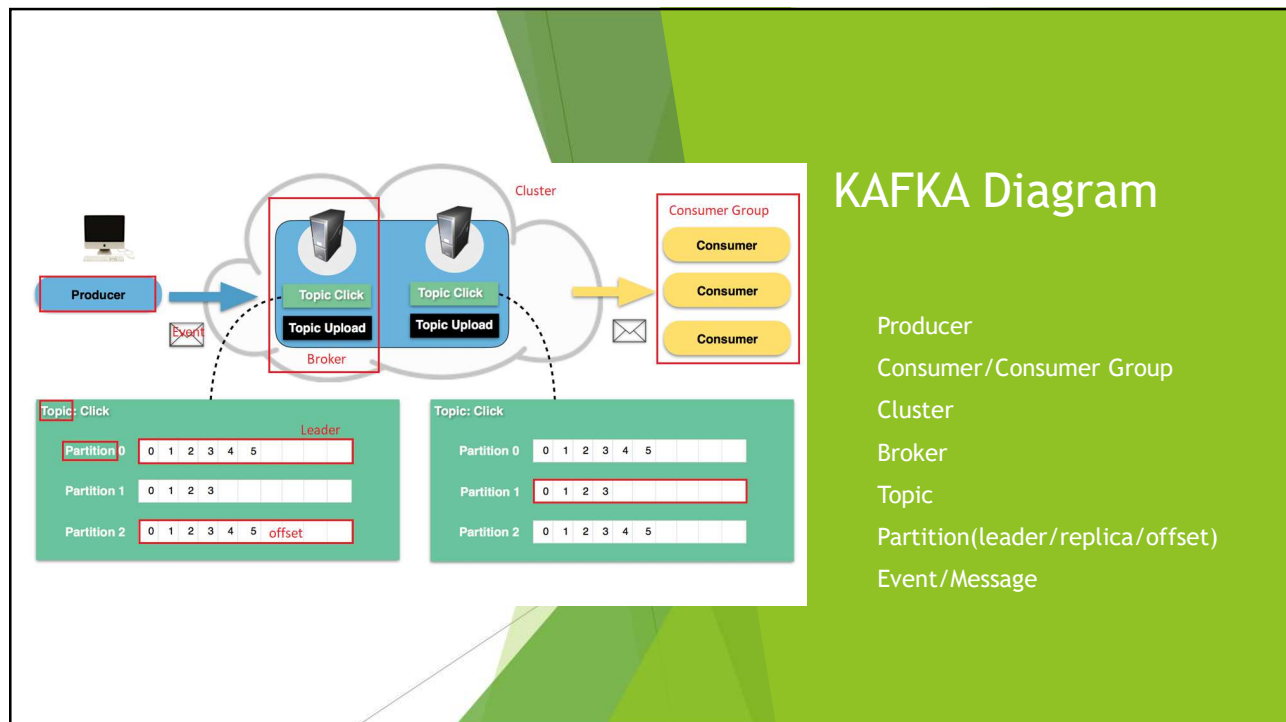 KAFKA Diagram
Producer
Consumer/Consumer Group
Cluster
Broker
Topic
Partition(leader/replica/offset)
Event/Message
Cluster
Consumer Group
Consumer
Consumer
Consumer
Producer
Event
Topic Click
Topic Upload
Broker
Topic Click
Topic Upload
Topic: Click
Leader
Partition 0 0 1 2 3 4 5
Partition 1 0 1 2 3
Partition 2 0 1 2 3 4 5 offset
Topic: Click
Partition 0 0 1 2 3 4 5
Partition 1 0 1 2 3
Partition 2 0 1 2 3 4 5